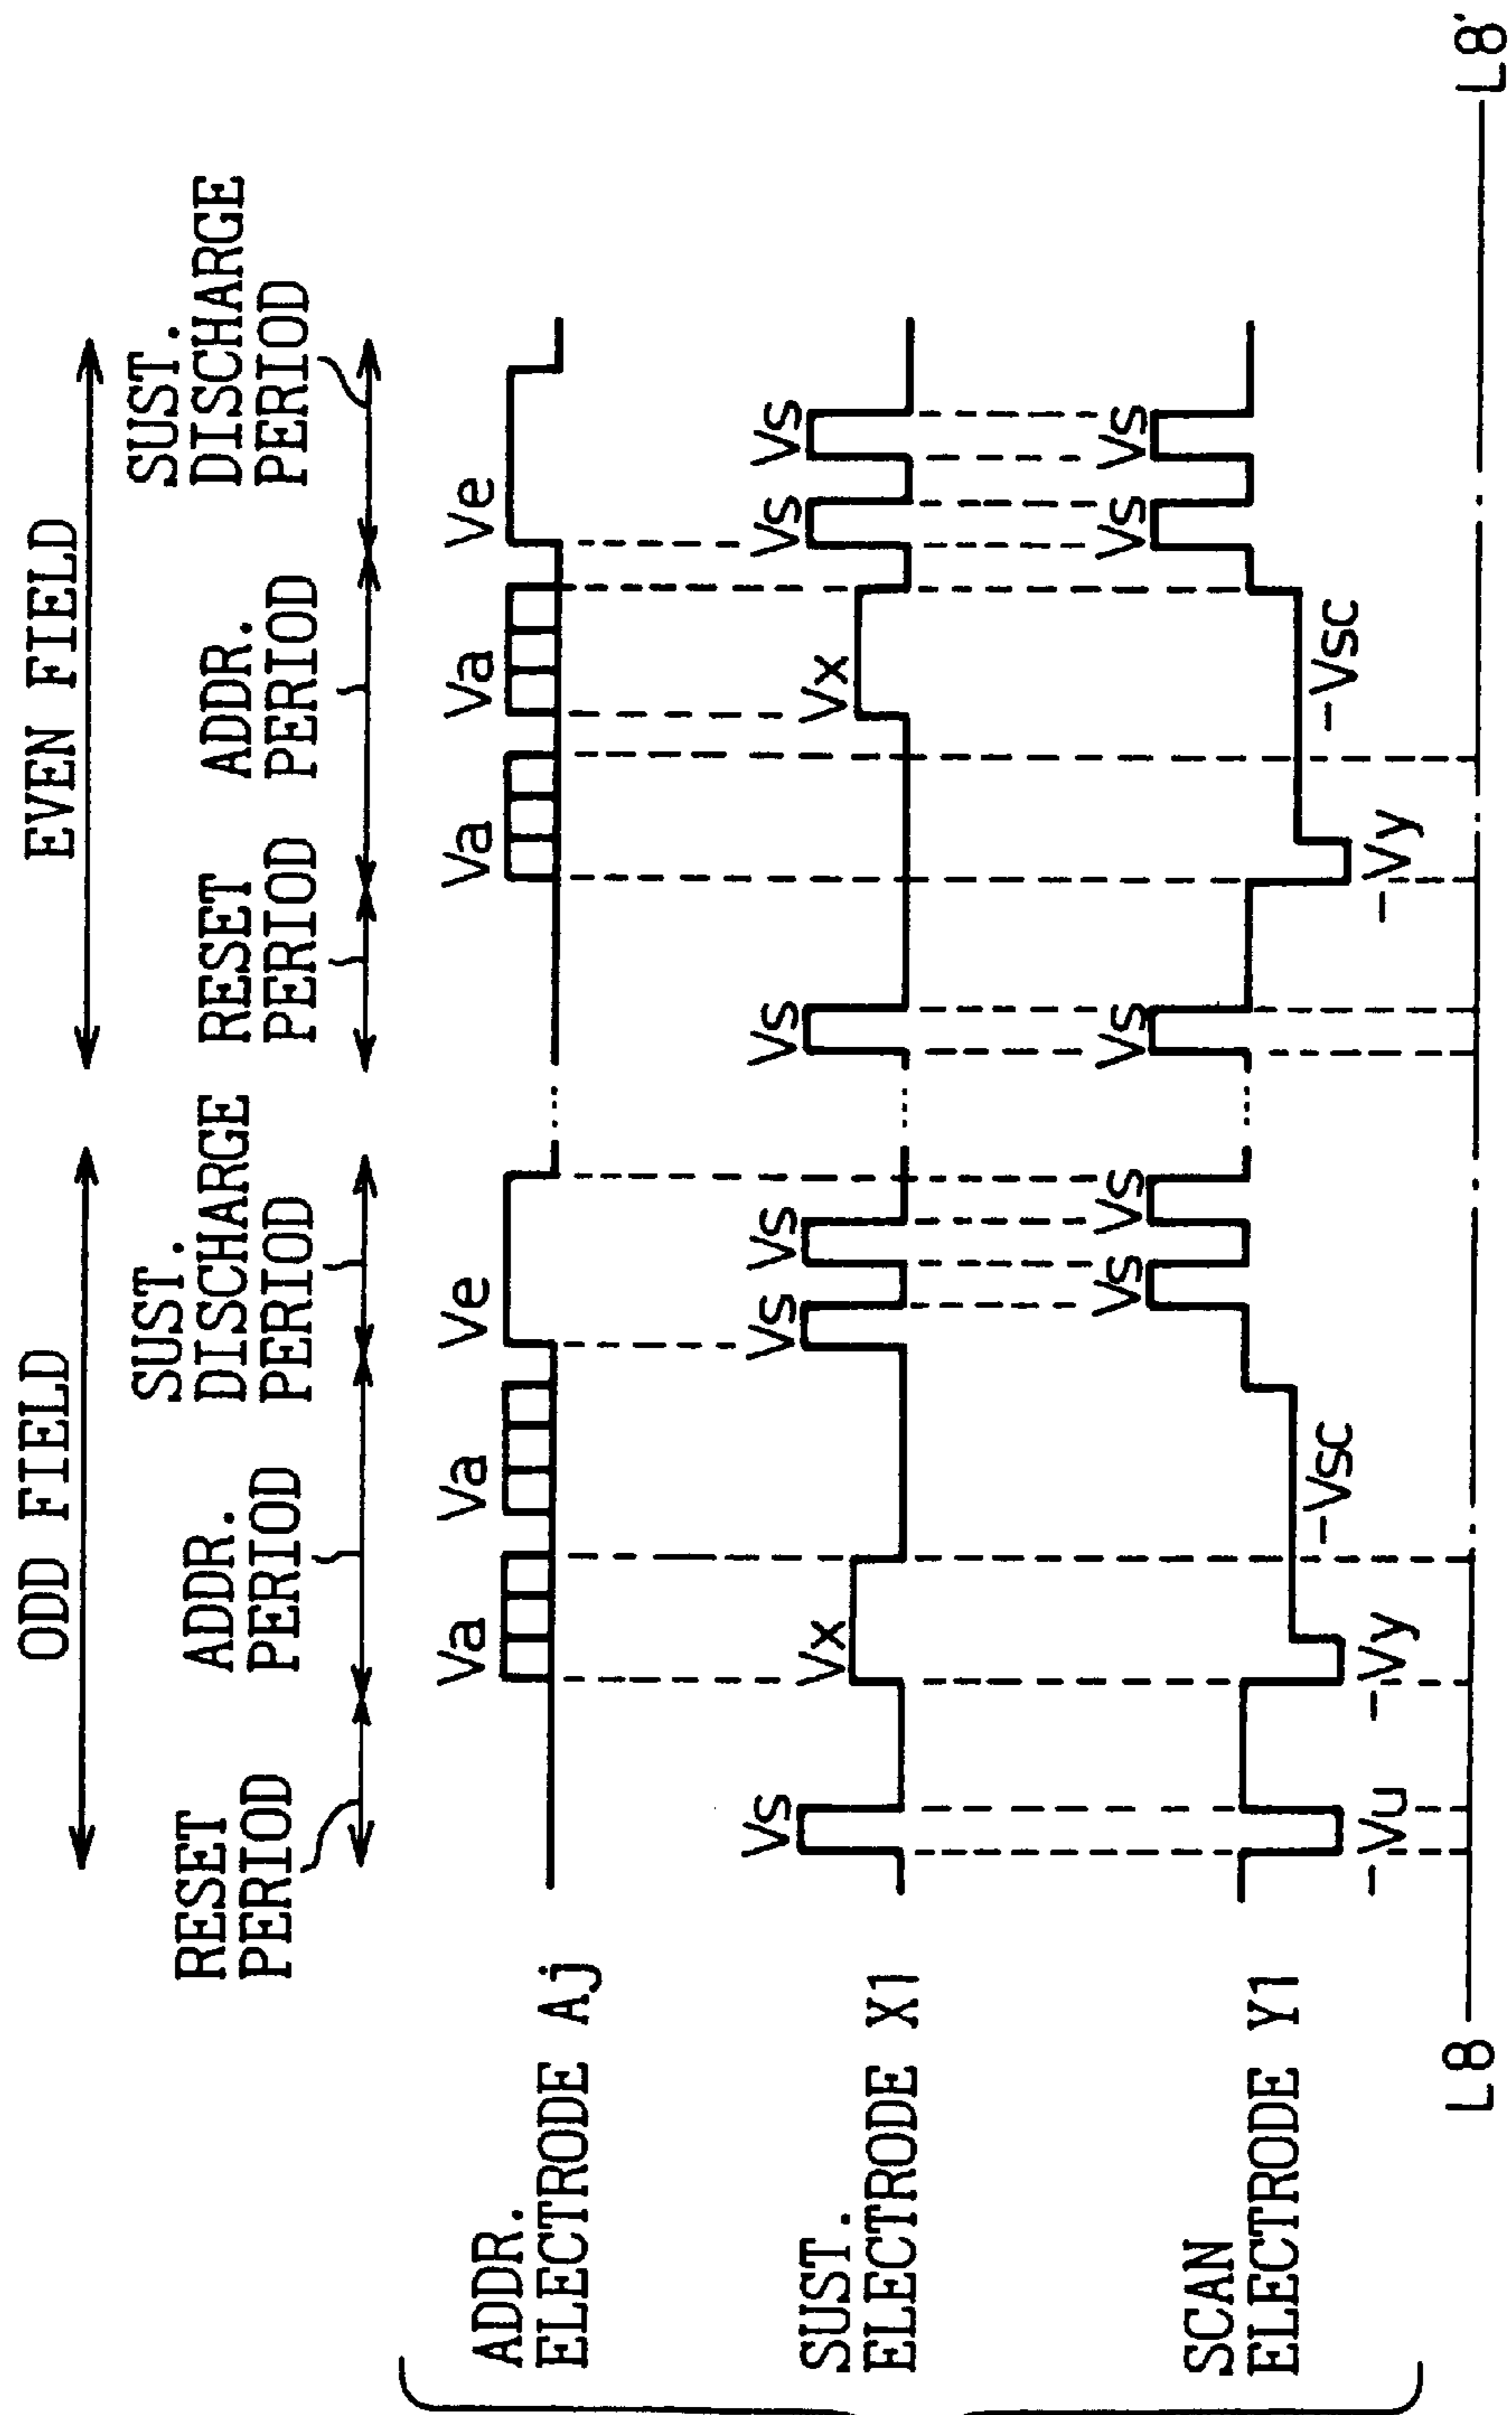 ODD FIELD
EVEN FIELD
RESET
PERIOD
ADDR.
PERIOD
SUST.
DISCHARGE
PERIOD
RESET
PERIOD
ADDR.
PERIOD
SUST.
DISCHARGE
PERIOD
ADDR.
ELECTRODE Aj
Va
Va
Ve
Va
Va
Ve
SUST.
ELECTRODE X1
Vs
Vx
Vs
Vs
Vs
Vx
Vs
Vs
SCAN
ELECTRODE Y1
-Vu
-Vy
-Vsc
Vs
Vs
Vs
-Vy
-Vsc
Vs
Vs
L8
L8'